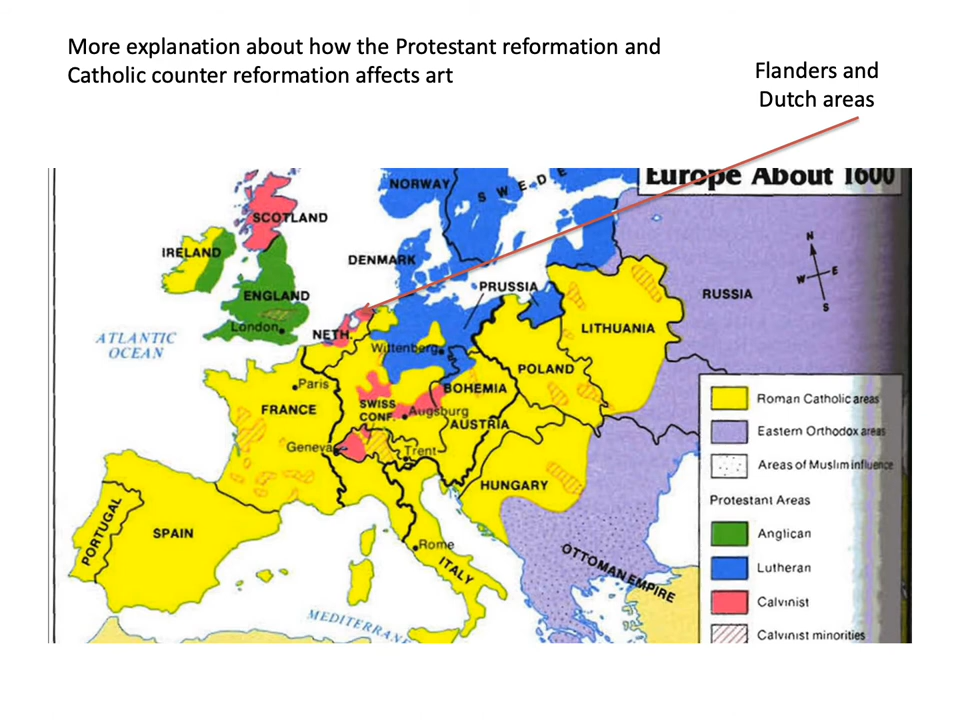 More explanation about how the Protestant reformation and
Catholic counter reformation affects art
Flanders and
Dutch areas
Europe About 1600
NORWAY
SWEDE
SCOTLAND
IRELAND
DENMARK
ENGLAND
London
PRUSSIA
RUSSIA
N
W
E
S
ATLANTIC
OCEAN
NETH.
Wittenberg
LITHUANIA
POLAND
Paris
BOHEMIA
FRANCE
SWISS
CONF.
Augsburg
AUSTRIA
Geneva
Trent
HUNGARY
PORTUGAL
SPAIN
Rome
ITALY
OTTOMAN EMPIRE
MEDITERRANE
Roman Catholic areas
Eastern Orthodox areas
Areas of Muslim influence
Protestant Areas
Anglican
Lutheran
Calvinist
Calvinist minorities